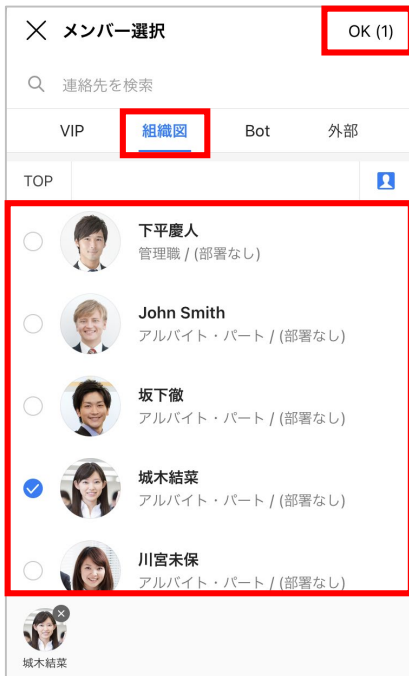 メンバー選択
OK (1)
連絡先を検索
VIP 組織図 Bot 外部
TOP
下平慶人
管理職 / (部署なし)
John Smith
アルバイト・パート / (部署なし)
坂下徹
アルバイト・パート / (部署なし)
城木結菜
アルバイト・パート / (部署なし)
川宮未保
アルバイト・パート / (部署なし)
城木結菜